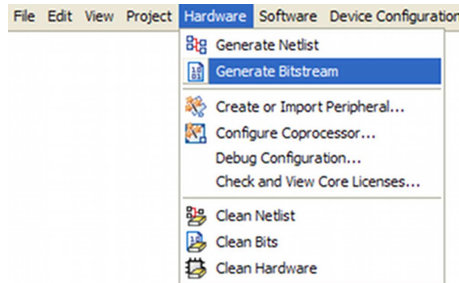 File Edit View Project Hardware Software Device Configuration
Generate Netlist
Generate Bitstream
Create or Import Peripheral...
Configure Coprocessor...
Debug Configuration...
Check and View Core Licenses...
Clean Netlist
Clean Bits
Clean Hardware